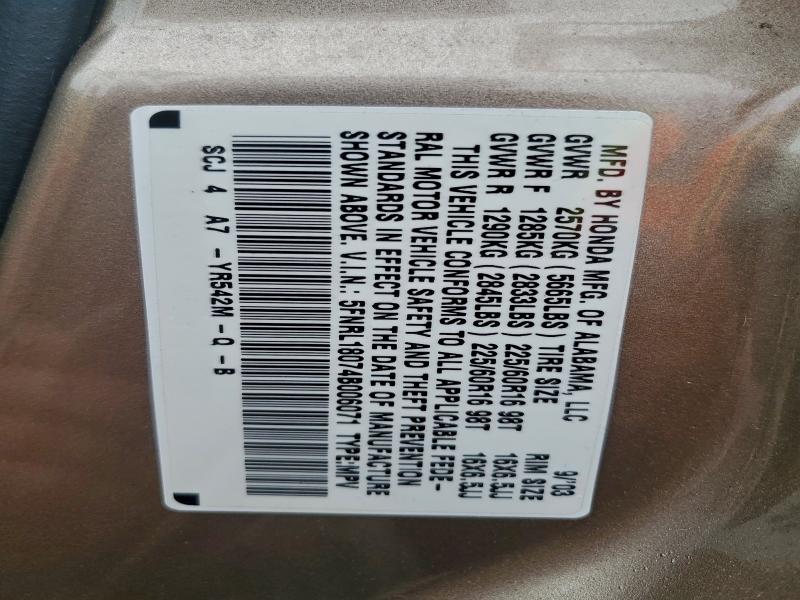 MFD. BY HONDA MFG. OF ALABAMA, LLC 9/03
GVWR 2570KG (5665LBS) TIRE SIZE RIM SIZE
GVWR F 1285KG (2833LBS) 225/60R16 98T 16X6.5JJ
GVWR R 1290KG (2845LBS) 225/60R16 98T 16X6.5JJ
THIS VEHICLE CONFORMS TO ALL APPLICABLE FEDE-
RAL MOTOR VEHICLE SAFETY AND THEFT PREVENTION
STANDARDS IN EFFECT ON THE DATE OF MANUFACTURE
SHOWN ABOVE. V.I.N.: 5FNRL18074B006071 TYPE:MPV
SCJ 4 A7 -YR542M-Q-B